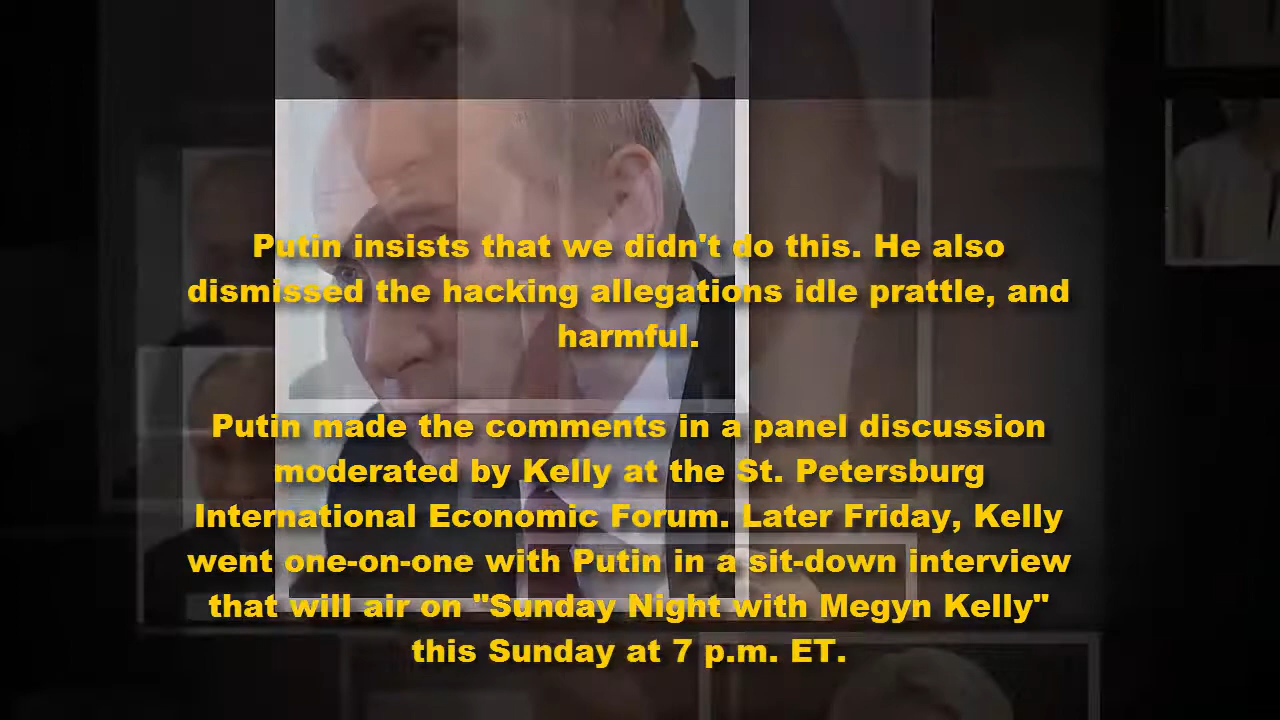 Putin insists that we didn't do this. He also
dismissed the hacking allegations idle prattle, and
harmful.
Putin made the comments in a panel discussion
moderated by Kelly at the St. Petersburg
International Economic Forum. Later Friday, Kelly
went one-on-one with Putin in a sit-down interview
that will air on "Sunday Night with Megyn Kelly"
this Sunday at 7 p.m. ET.